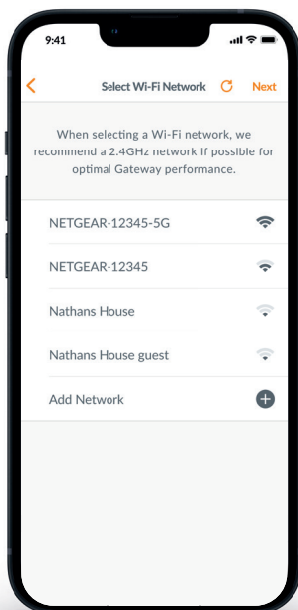 9:41
Select Wi-Fi Network
Next
When selecting a Wi-Fi network, we
recommend a 2.4GHz network if possible for
optimal Gateway performance.
NETGEAR-12345-5G
NETGEAR-12345
Nathans House
Nathans House guest
Add Network